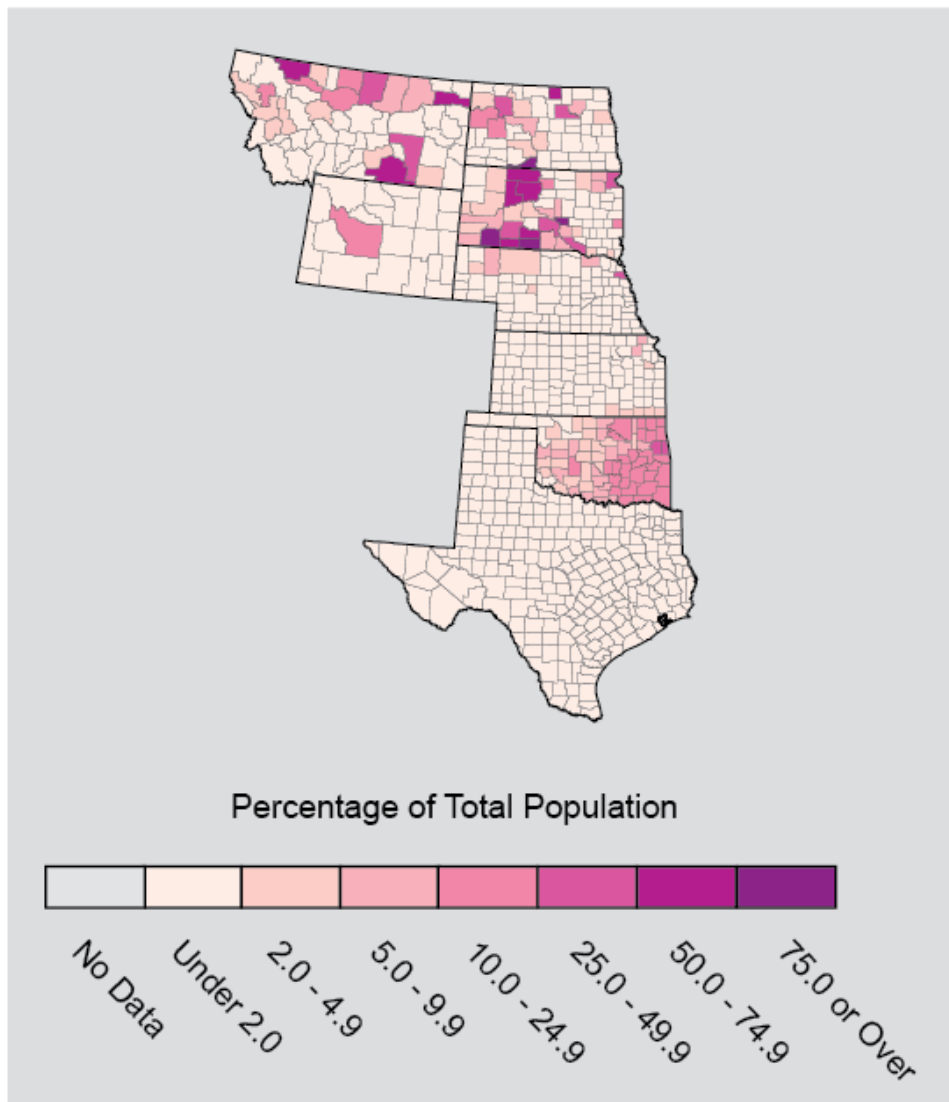 Percentage of Total Population
No Data
Under 2.0
2.0 - 4.9
5.0 - 9.9
10.0 - 24.9
25.0 - 49.9
50.0 - 74.9
75.0 or Over